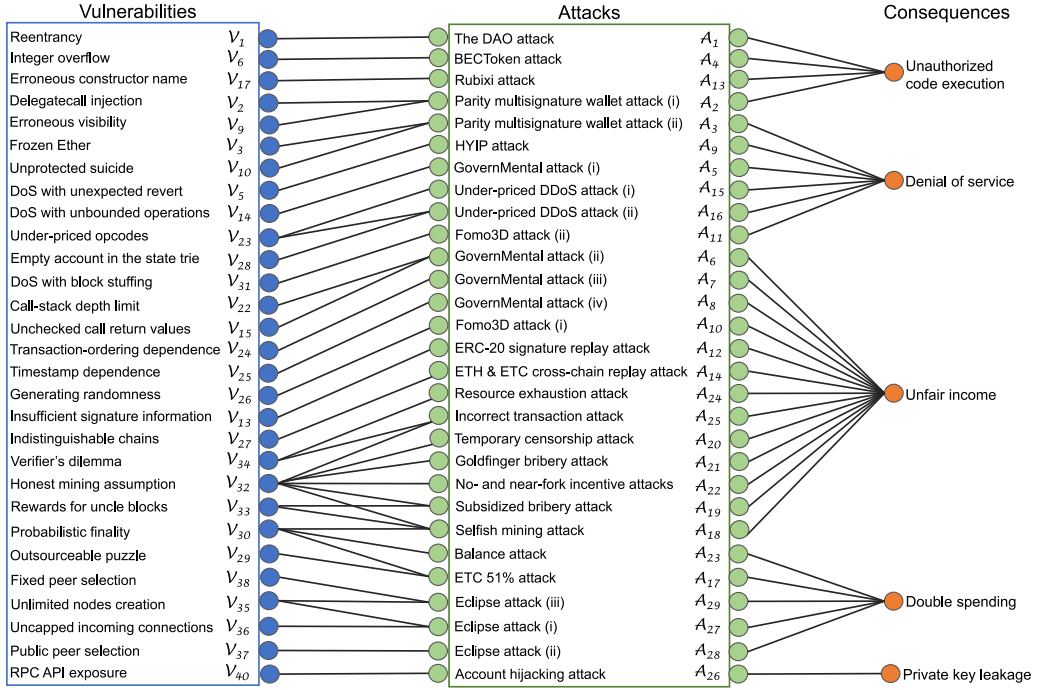 Vulnerabilities Attacks Consequences
Reentrancy V1 The DAO attack A1
Integer overflow V6 BECToken attack A4
Unauthorized
code execution
Erroneous constructor name V17 Rubixi attack A13
Delegatecall injection V2 Parity multisignature wallet attack (i) A2
Erroneous visibility V9 Parity multisignature wallet attack (ii) A3
Frozen Ether V3 HYIP attack A9
Unprotected suicide V10 GovernMental attack (i) A5
Denial of service
DoS with unexpected revert V5 Under-priced DDoS attack (i) A15
DoS with unbounded operations V14 Under-priced DDoS attack (ii) A16
Under-priced opcodes V23 Fomo3D attack (ii) A11
Empty account in the state trie V28 GovernMental attack (ii) A6
DoS with block stuffing V31 GovernMental attack (iii) A7
Call-stack depth limit V22 GovernMental attack (iv) A8
Unchecked call return values V15 Fomo3D attack (i) A10
Transaction-ordering dependence V24 ERC-20 signature replay attack A12
Timestamp dependence V25 ETH & ETC cross-chain replay attack A14
Generating randomness V26 Resource exhaustion attack A24 Unfair income
Insufficient signature information V13 Incorrect transaction attack A25
Indistinguishable chains V27 Temporary censorship attack A20
Verifier's dilemma V34 Goldfinger bribery attack A21
Honest mining assumption V32 No- and near-fork incentive attacks A22
Rewards for uncle blocks V33 Subsidized bribery attack A19
Probabilistic finality V30 Selfish mining attack A18
Outsourceable puzzle V29 Balance attack A23
Fixed peer selection V38 ETC 51% attack A17
Unlimited nodes creation V35 Eclipse attack (iii) A29 Double spending
Uncapped incoming connections V36 Eclipse attack (i) A27
Public peer selection V37 Eclipse attack (ii) A28
RPC API exposure V40 Account hijacking attack A26 Private key leakage